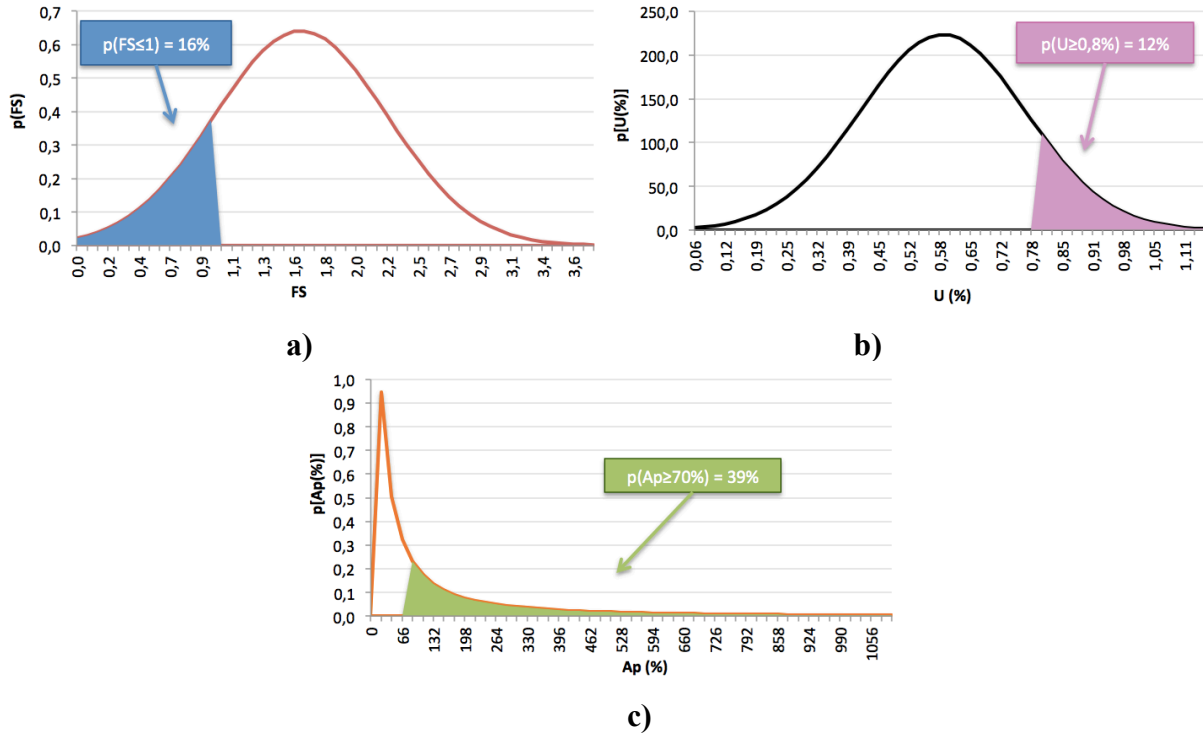 0,7
0,6
0,5
0,4
0,3
0,2
0,1
0,0
p(FS)
p(FS≤1) = 16%
0,0 0,2 0,4 0,7 0,9 1,1 1,3 1,6 1,8 2,0 2,2 2,5 2,7 2,9 3,1 3,4 3,6
FS
a)
250,0
200,0
150,0
100,0
50,0
0,0
p[U(%)]
p(U≥0,8%) = 12%
0,06 0,12 0,19 0,25 0,32 0,39 0,45 0,52 0,58 0,65 0,72 0,78 0,85 0,91 0,98 1,05 1,11
U (%)
b)
1,0
0,9
0,8
0,7
0,6
0,5
0,4
0,3
0,2
0,1
0,0
p[Ap(%)]
p(Ap≥70%) = 39%
0 66 132 198 264 330 396 462 528 594 660 726 792 858 924 990 1056
Ap (%)
c)